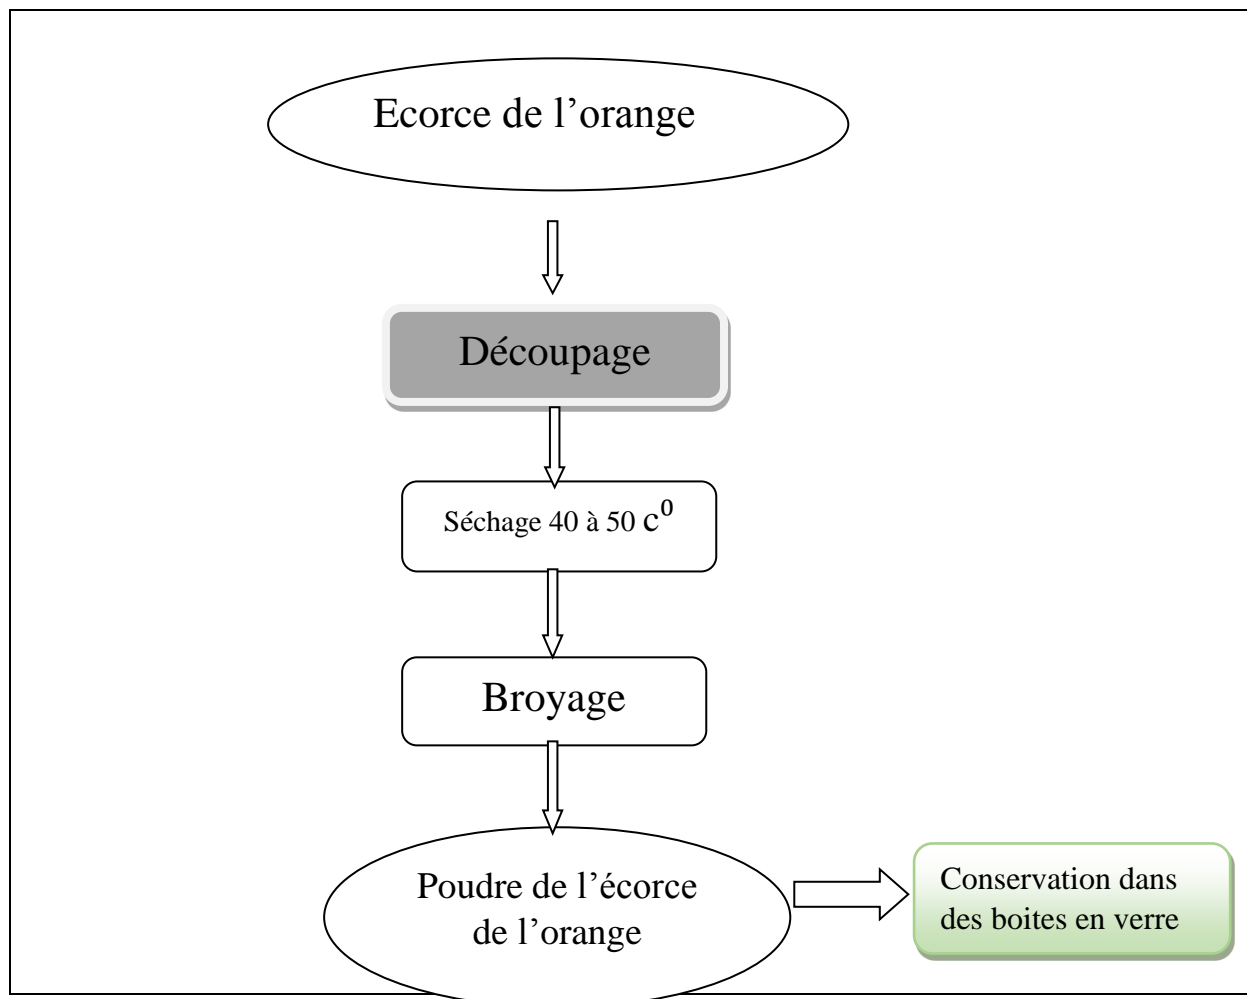 Ecorce de l’orange
Découpage
Séchage 40 à 50 c⁰
Broyage
Poudre de l’écorce
de l’orange
Conservation dans
des boites en verre